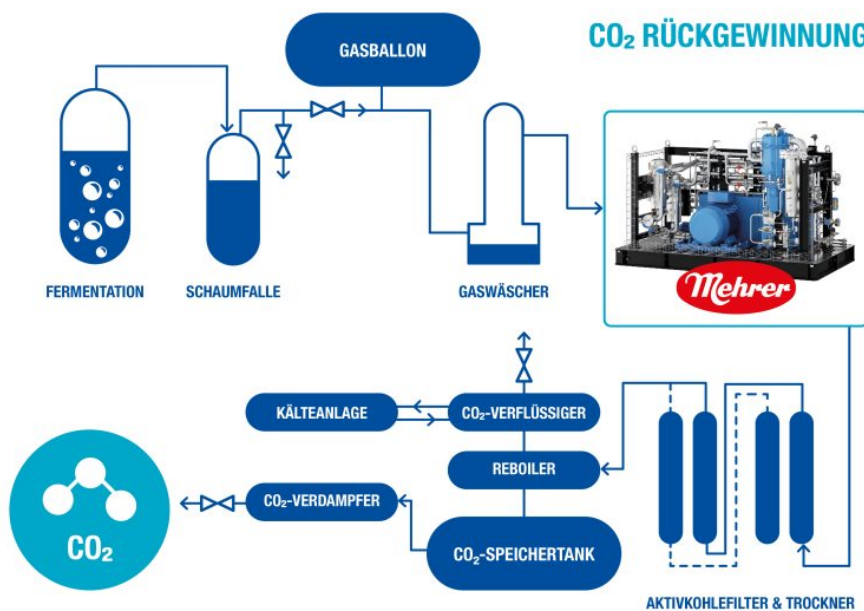 CO₂ RÜCKGEWINNUNG
GASBALLON
FERMENTATION
SCHAUMFALLE
GASWÄSCHER
Mehrer
KÄLTEANLAGE
CO₂-VERFLÜSSIGER
REBOILER
CO₂-VERDAMPFER
CO₂
CO₂-SPEICHERTANK
AKTIVKOHLEFILTER & TROCKNER